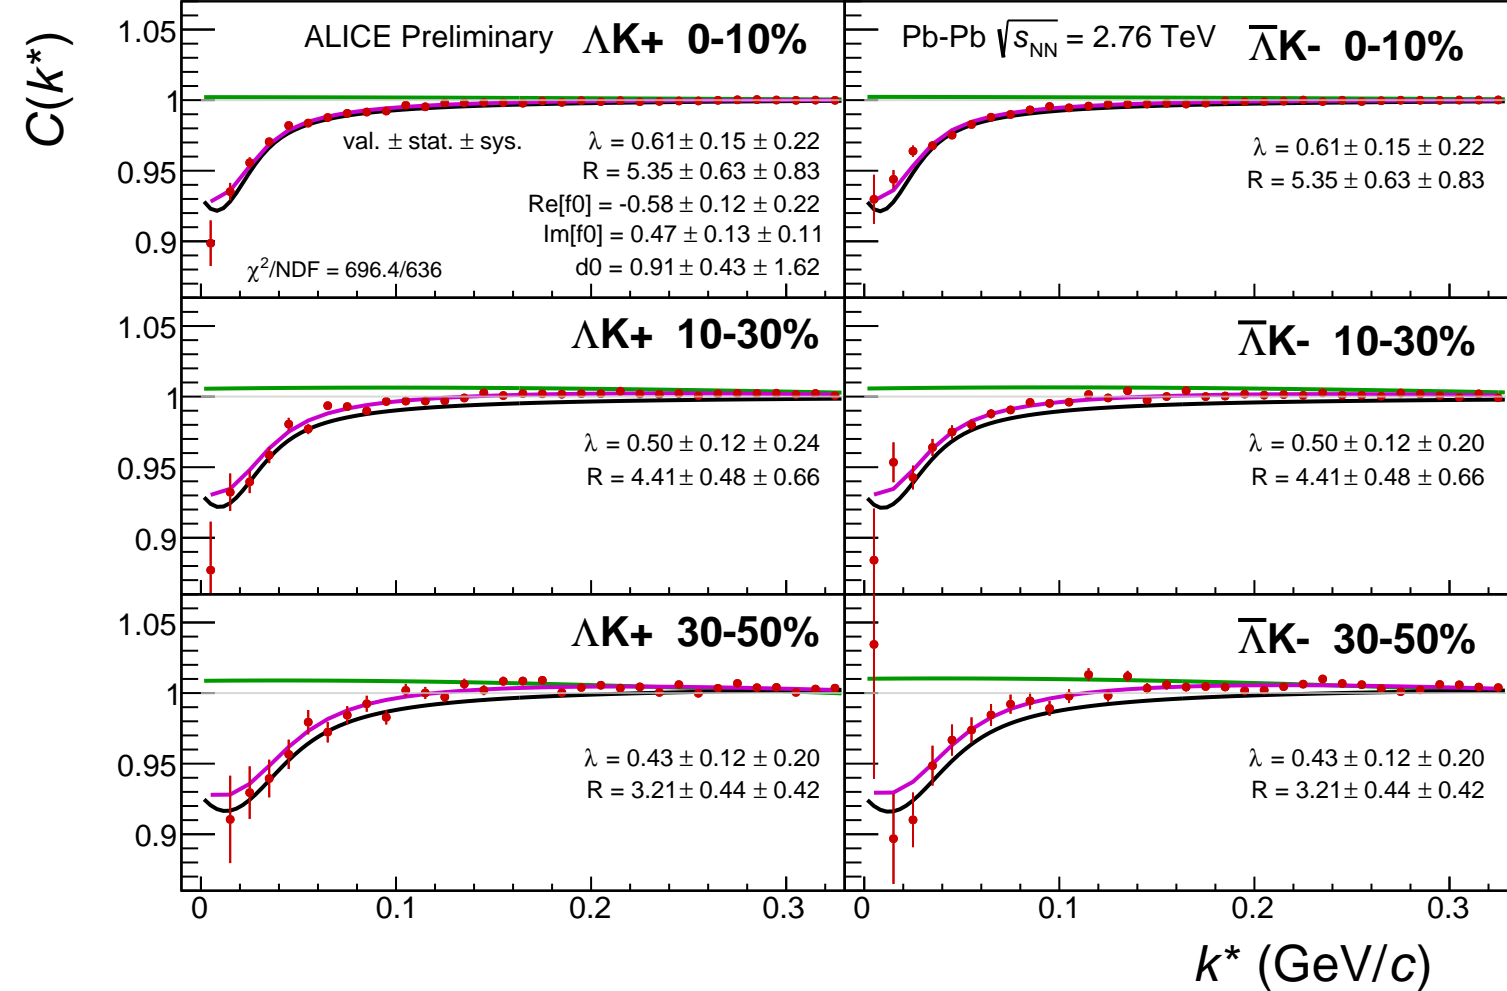 C(k*)
ALICE Preliminary ΛK+ 0-10%
val. ± stat. ± sys.
λ = 0.61 ± 0.15 ± 0.22
R = 5.35 ± 0.63 ± 0.83
Re[f0] = -0.58 ± 0.12 ± 0.22
Im[f0] = 0.47 ± 0.13 ± 0.11
d0 = 0.91 ± 0.43 ± 1.62
χ²/NDF = 696.4/636
1.05
1
0.95
0.9
Pb-Pb √s_NN = 2.76 TeV Λ̅K- 0-10%
λ = 0.61 ± 0.15 ± 0.22
R = 5.35 ± 0.63 ± 0.83
ΛK+ 10-30%
λ = 0.50 ± 0.12 ± 0.24
R = 4.41 ± 0.48 ± 0.66
1.05
1
0.95
0.9
Λ̅K- 10-30%
λ = 0.50 ± 0.12 ± 0.20
R = 4.41 ± 0.48 ± 0.66
ΛK+ 30-50%
λ = 0.43 ± 0.12 ± 0.20
R = 3.21 ± 0.44 ± 0.42
1.05
1
0.95
0.9
Λ̅K- 30-50%
λ = 0.43 ± 0.12 ± 0.20
R = 3.21 ± 0.44 ± 0.42
0 0.1 0.2 0.3
0 0.1 0.2 0.3
k* (GeV/c)